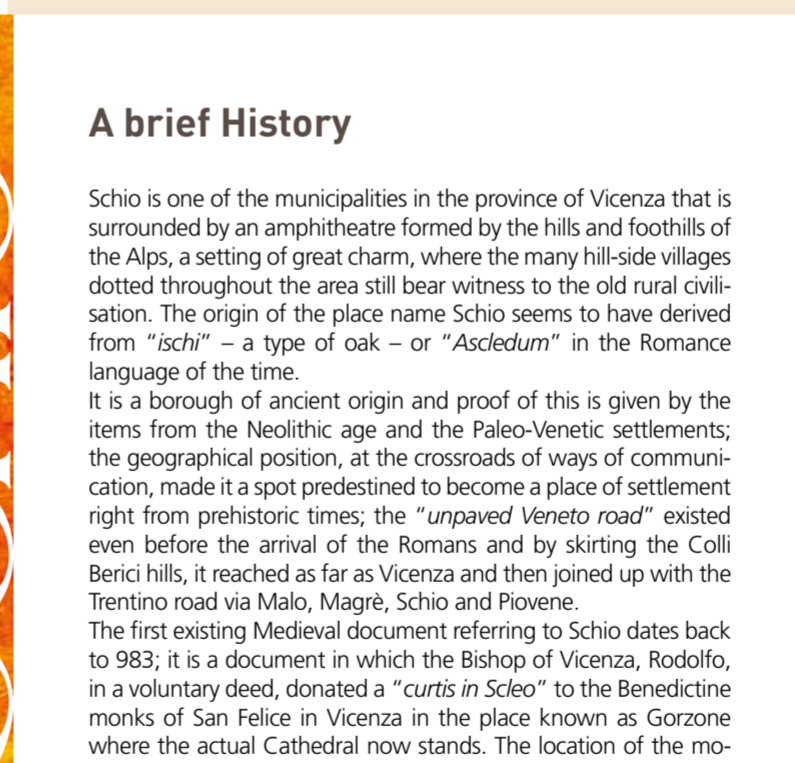 A brief History
Schio is one of the municipalities in the province of Vicenza that is
surrounded by an amphitheatre formed by the hills and foothills of
the Alps, a setting of great charm, where the many hill-side villages
dotted throughout the area still bear witness to the old rural civili-
sation. The origin of the place name Schio seems to have derived
from "ischi" – a type of oak – or "Ascledum" in the Romance
language of the time.
It is a borough of ancient origin and proof of this is given by the
items from the Neolithic age and the Paleo-Venetic settlements;
the geographical position, at the crossroads of ways of communi-
cation, made it a spot predestined to become a place of settlement
right from prehistoric times; the "unpaved Veneto road" existed
even before the arrival of the Romans and by skirting the Colli
Berici hills, it reached as far as Vicenza and then joined up with the
Trentino road via Malo, Magrè, Schio and Piovene.
The first existing Medieval document referring to Schio dates back
to 983; it is a document in which the Bishop of Vicenza, Rodolfo,
in a voluntary deed, donated a "curtis in Scleo" to the Benedictine
monks of San Felice in Vicenza in the place known as Gorzone
where the actual Cathedral now stands. The location of the mo-